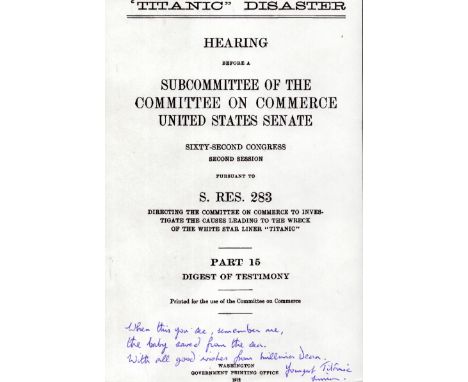 "TITANIC" DISASTER
HEARING
BEFORE A
SUBCOMMITTEE OF THE
COMMITTEE ON COMMERCE
UNITED STATES SENATE
SIXTY-SECOND CONGRESS
SECOND SESSION
PURSUANT TO
S. RES. 283
DIRECTING THE COMMITTEE ON COMMERCE TO INVES-
TIGATE THE CAUSES LEADING TO THE WRECK
OF THE WHITE STAR LINER "TITANIC"
PART 15
DIGEST OF TESTIMONY
Printed for the use of the Committee on Commerce
When this you see, remember me,
the baby saved from the sea.
With all good wishes from Millvina Dean.
Youngest Titanic
WASHINGTON
GOVERNMENT PRINTING OFFICE
1912